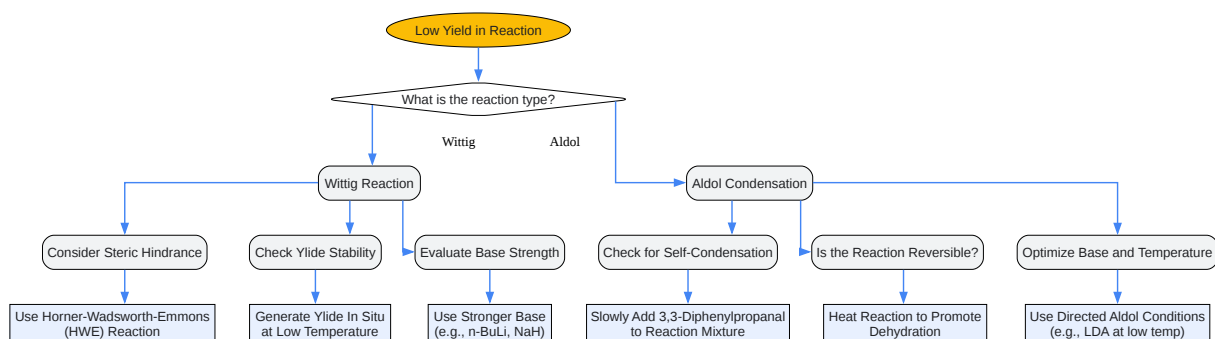 Low Yield in Reaction
What is the reaction type?
Wittig
Aldol
Wittig Reaction
Aldol Condensation
Consider Steric Hindrance
Check Ylide Stability
Evaluate Base Strength
Check for Self-Condensation
Is the Reaction Reversible?
Optimize Base and Temperature
Use Horner-Wadsworth-Emmons
(HWE) Reaction
Generate Ylide In Situ
at Low Temperature
Use Stronger Base
(e.g., n-BuLi, NaH)
Slowly Add 3,3-Diphenylpropanal
to Reaction Mixture
Heat Reaction to Promote
Dehydration
Use Directed Aldol Conditions
(e.g., LDA at low temp)